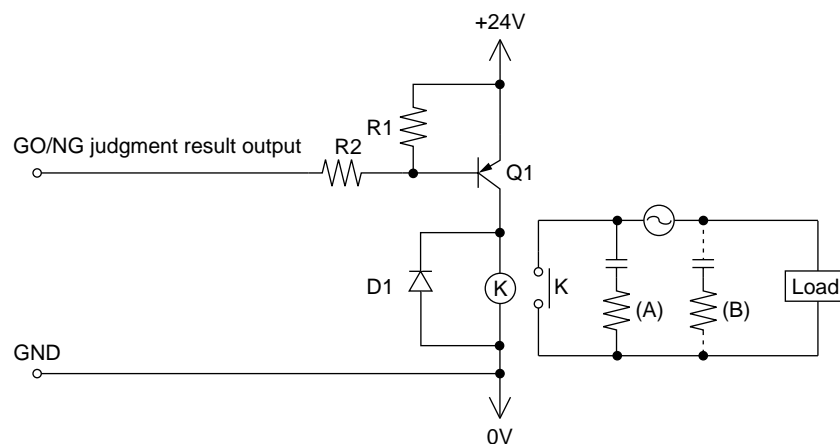 +24V
R1
GO/NG judgment result output
R2
Q1
D1
K
K
(A)
(B)
Load
GND
0V